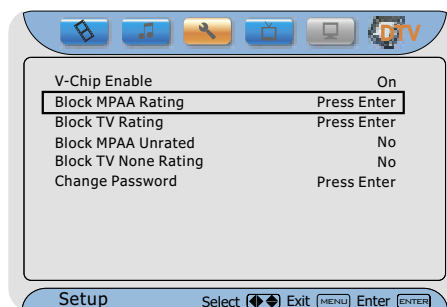 DTV
V-Chip Enable On
Block MPAA Rating Press Enter
Block TV Rating Press Enter
Block MPAA Unrated No
Block TV None Rating No
Change Password Press Enter
Setup Select Exit MENU Enter ENTER